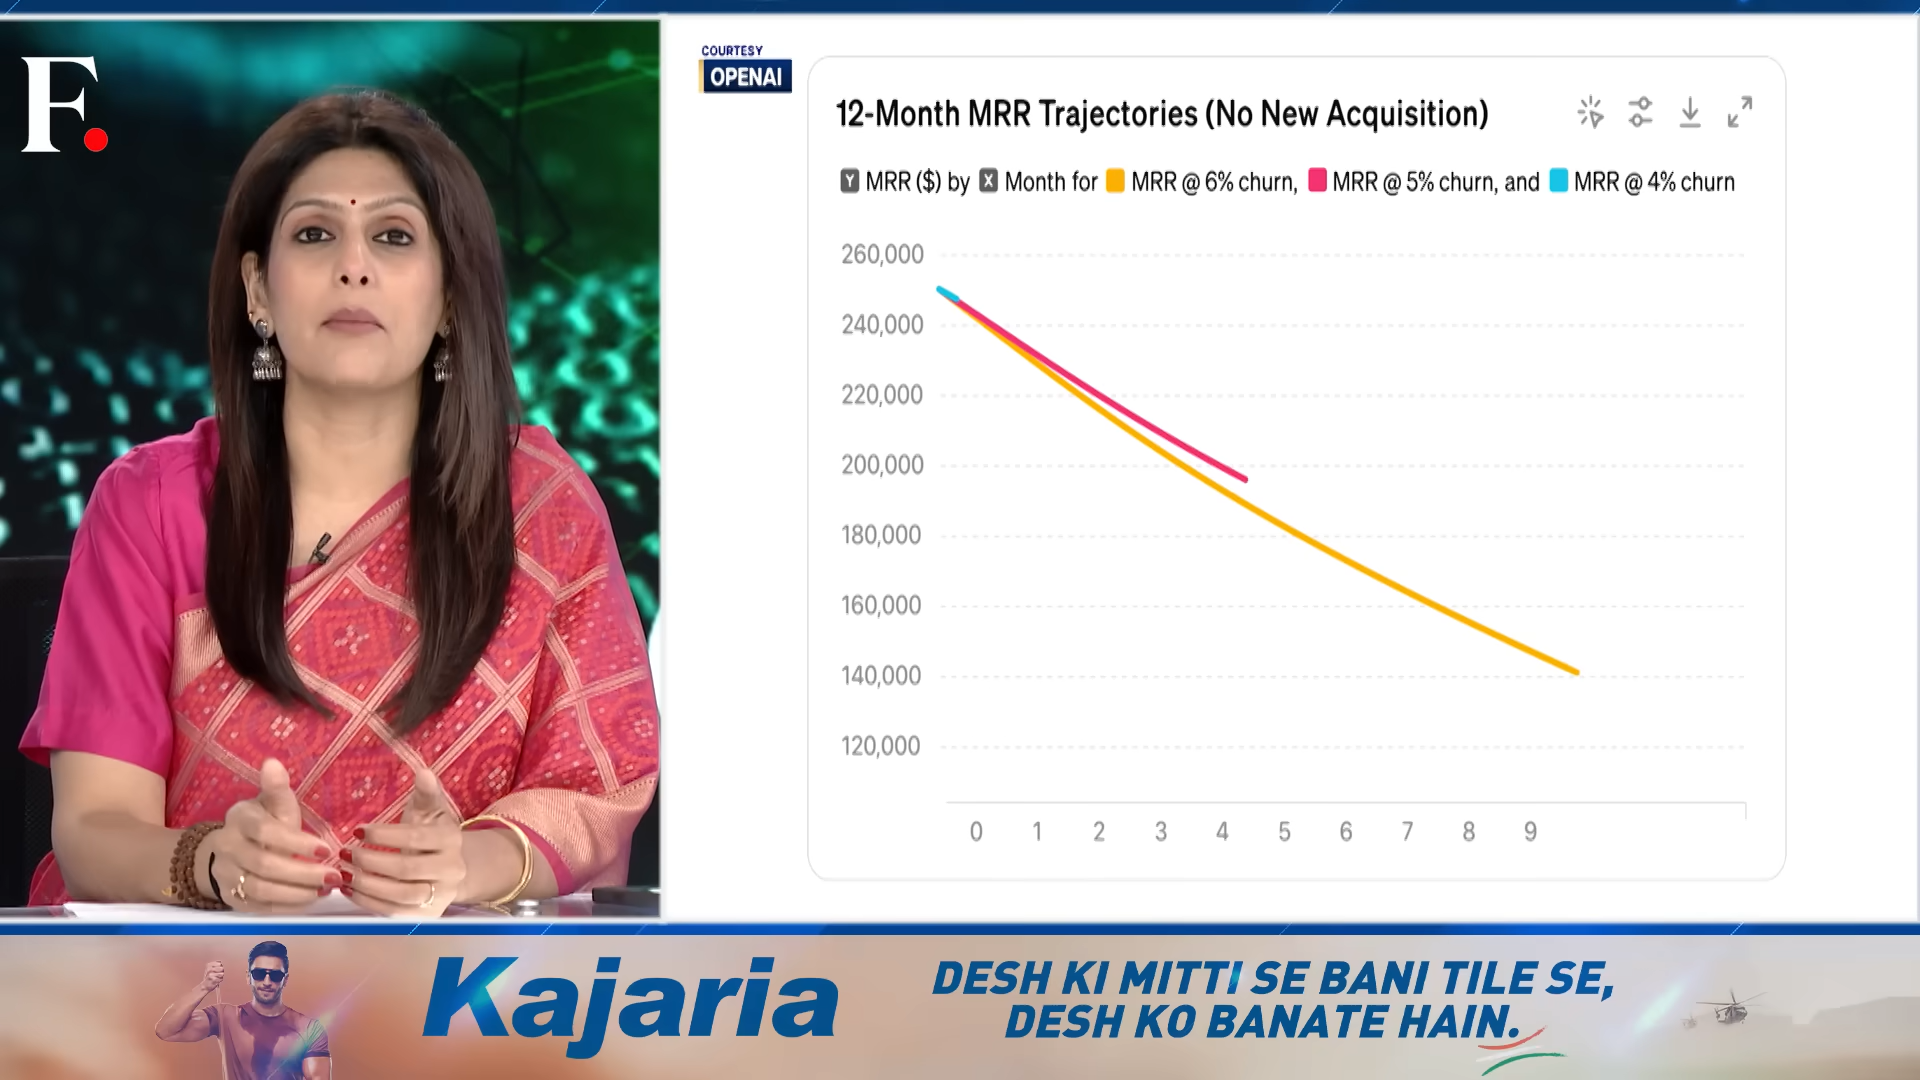 F.
COURTESY
OPENAI
12-Month MRR Trajectories (No New Acquisition)
Y MRR ($) by X Month for MRR @ 6% churn, MRR @ 5% churn, and MRR @ 4% churn
260,000
240,000
220,000
200,000
180,000
160,000
140,000
120,000
0 1 2 3 4 5 6 7 8 9
Kajaria
DESH KI MITTI SE BANI TILE SE,
DESH KO BANATE HAIN.